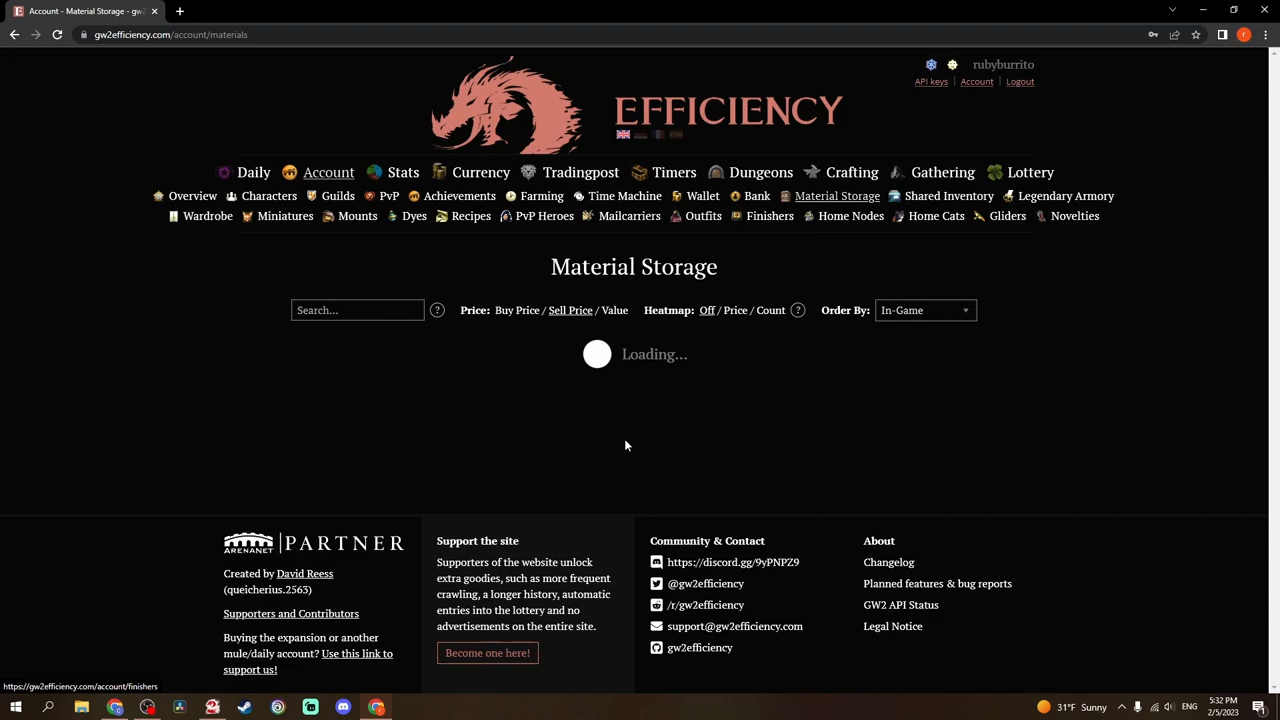 Account - Material Storage - gw2
gw2efficiency.com/account/materials
r
rubyburrito
API keys | Account | Logout
EFFICIENCY
Daily Account Stats Currency Tradingpost Timers Dungeons Crafting Gathering Lottery
Overview Characters Guilds PvP Achievements Farming Time Machine Wallet Bank Material Storage Shared Inventory Legendary Armory
Wardrobe Miniatures Mounts Dyes Recipes PvP Heroes Mailcarriers Outfits Finishers Home Nodes Home Cats Gliders Novelties
Material Storage
Search... ? Price: Buy Price / Sell Price / Value Heatmap: Off / Price / Count ? Order By: In-Game
Loading...
ARENANET | PARTNER
Created by David Reess
(queicherius.2563)
Supporters and Contributors
Buying the expansion or another
mule/daily account? Use this link to
support us!
Support the site
Supporters of the website unlock
extra goodies, such as more frequent
crawling, a longer history, automatic
entries into the lottery and no
advertisements on the entire site.
Become one here!
Community & Contact
https://discord.gg/9yPNPZ9
@gw2efficiency
/r/gw2efficiency
support@gw2efficiency.com
gw2efficiency
About
Changelog
Planned features & bug reports
GW2 API Status
Legal Notice
https://gw2efficiency.com/account/finishers
31°F Sunny ENG
5:32 PM
2/5/2023